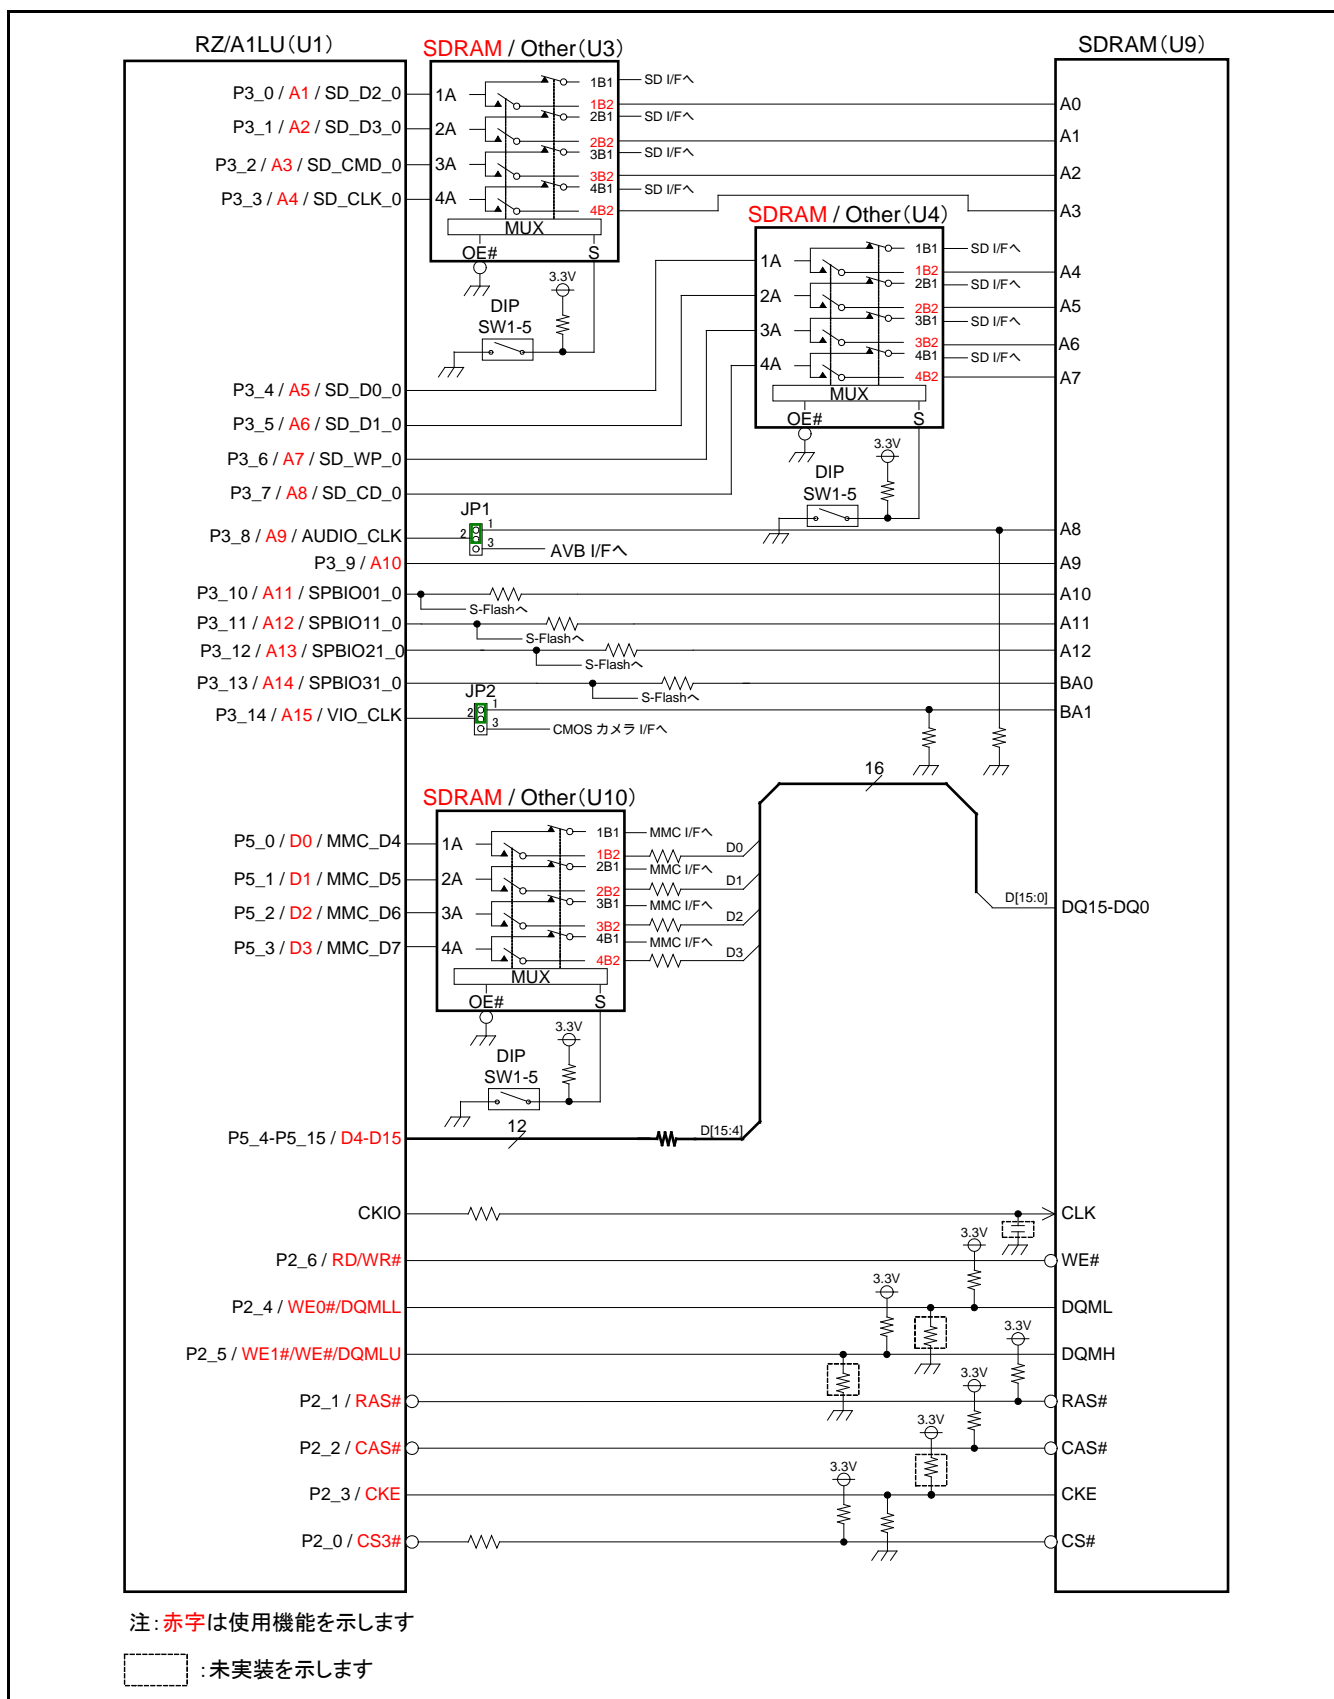 RZ/A1LU(U1)
SDRAM / Other(U3)
SDRAM(U9)
P3_0 / A1 / SD_D2_0
P3_1 / A2 / SD_D3_0
P3_2 / A3 / SD_CMD_0
P3_3 / A4 / SD_CLK_0
1A
2A
3A
4A
1B1
1B2
2B1
2B2
3B1
3B2
4B1
4B2
MUX
OE#
S
SD I/Fへ
SD I/Fへ
SD I/Fへ
SD I/Fへ
A0
A1
A2
A3
3.3V
DIP
SW1-5
SDRAM / Other(U4)
1A
2A
3A
4A
1B1
1B2
2B1
2B2
3B1
3B2
4B1
4B2
MUX
OE#
S
SD I/Fへ
SD I/Fへ
SD I/Fへ
SD I/Fへ
A4
A5
A6
A7
3.3V
DIP
SW1-5
P3_4 / A5 / SD_D0_0
P3_5 / A6 / SD_D1_0
P3_6 / A7 / SD_WP_0
P3_7 / A8 / SD_CD_0
P3_8 / A9 / AUDIO_CLK
JP1
1
2
3
AVB I/Fへ
A8
P3_9 / A10
A9
P3_10 / A11 / SPBIO01_0
S-Flashへ
A10
P3_11 / A12 / SPBIO11_0
S-Flashへ
A11
P3_12 / A13 / SPBIO21_0
S-Flashへ
A12
P3_13 / A14 / SPBIO31_0
S-Flashへ
BA0
P3_14 / A15 / VIO_CLK
JP2
1
2
3
CMOS カメラ I/Fへ
BA1
16
SDRAM / Other(U10)
P5_0 / D0 / MMC_D4
P5_1 / D1 / MMC_D5
P5_2 / D2 / MMC_D6
P5_3 / D3 / MMC_D7
1A
2A
3A
4A
1B1
1B2
2B1
2B2
3B1
3B2
4B1
4B2
MUX
OE#
S
MMC I/Fへ
D0
MMC I/Fへ
D1
MMC I/Fへ
D2
MMC I/Fへ
D3
D[15:0]
DQ15-DQ0
3.3V
DIP
SW1-5
P5_4-P5_15 / D4-D15
12
D[15:4]
CKIO
CLK
P2_6 / RD/WR#
3.3V
WE#
P2_4 / WE0#/DQMLL
3.3V
DQML
P2_5 / WE1#/WE#/DQMLU
3.3V
DQMH
P2_1 / RAS#
3.3V
RAS#
P2_2 / CAS#
3.3V
CAS#
P2_3 / CKE
3.3V
CKE
P2_0 / CS3#
CS#
注:赤字は使用機能を示します
:未実装を示します